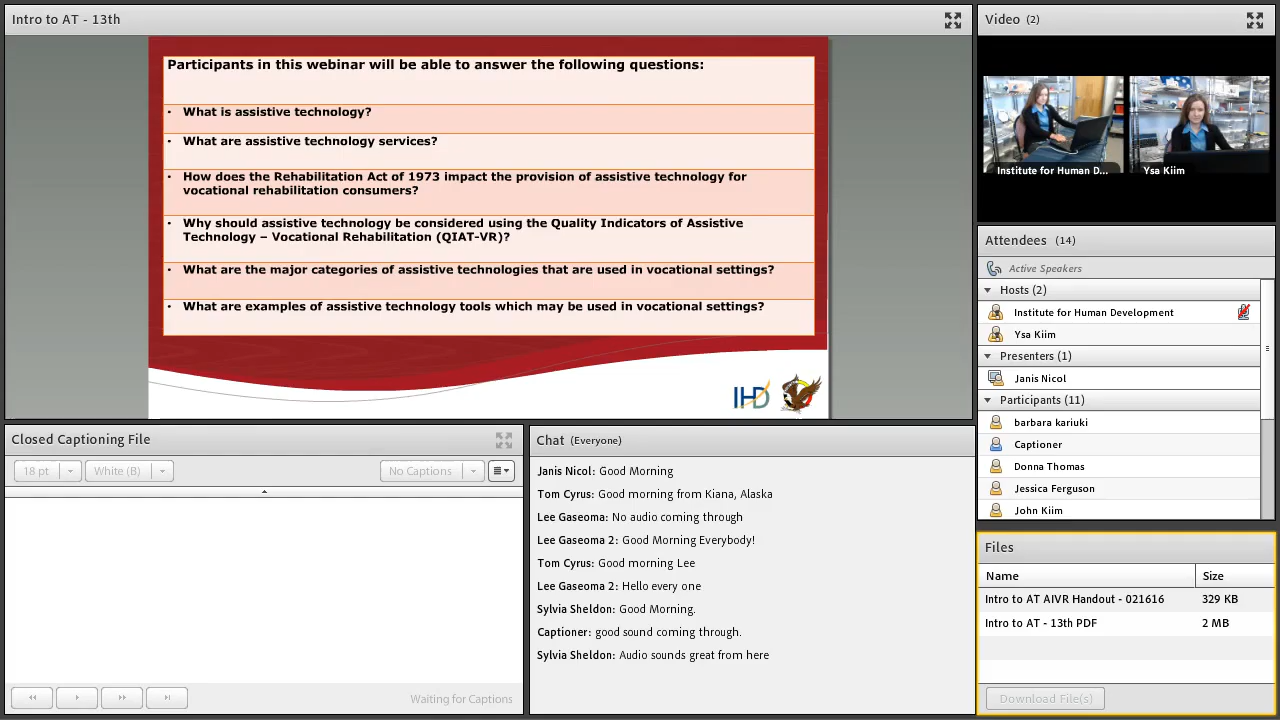 Intro to AT - 13th
Participants in this webinar will be able to answer the following questions:
• What is assistive technology?
• What are assistive technology services?
• How does the Rehabilitation Act of 1973 impact the provision of assistive technology for
vocational rehabilitation consumers?
• Why should assistive technology be considered using the Quality Indicators of Assistive
Technology – Vocational Rehabilitation (QIAT-VR)?
• What are the major categories of assistive technologies that are used in vocational settings?
• What are examples of assistive technology tools which may be used in vocational settings?
IHD
Video (2)
Institute for Human D...
Ysa Kiim
Attendees (14)
Active Speakers
Hosts (2)
Institute for Human Development
Ysa Kiim
Presenters (1)
Janis Nicol
Participants (11)
barbara kariuki
Captioner
Donna Thomas
Jessica Ferguson
John Kiim
Closed Captioning File
18 pt White (B) No Captions
Waiting for Captions
Chat (Everyone)
Janis Nicol: Good Morning
Tom Cyrus: Good morning from Kiana, Alaska
Lee Gaseoma: No audio coming through
Lee Gaseoma 2: Good Morning Everybody!
Tom Cyrus: Good morning Lee
Lee Gaseoma 2: Hello every one
Sylvia Sheldon: Good Morning.
Captioner: good sound coming through.
Sylvia Sheldon: Audio sounds great from here
Files
Name Size
Intro to AT AIVR Handout - 021616 329 KB
Intro to AT - 13th PDF 2 MB
Download File(s)